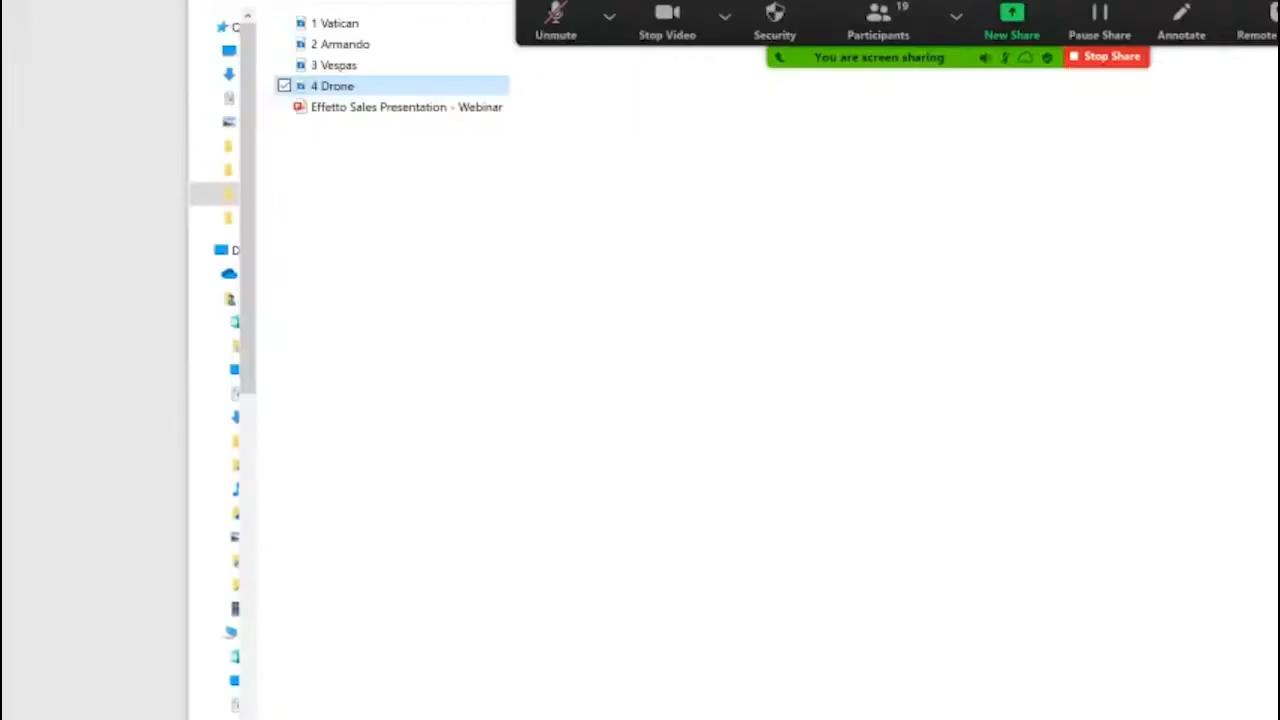 1 Vatican
2 Armando
3 Vespas
4 Drone
Effetto Sales Presentation - Webinar
Unmute
Stop Video
Security
19
Participants
New Share
Pause Share
Annotate
Remote
You are screen sharing
Stop Share
D